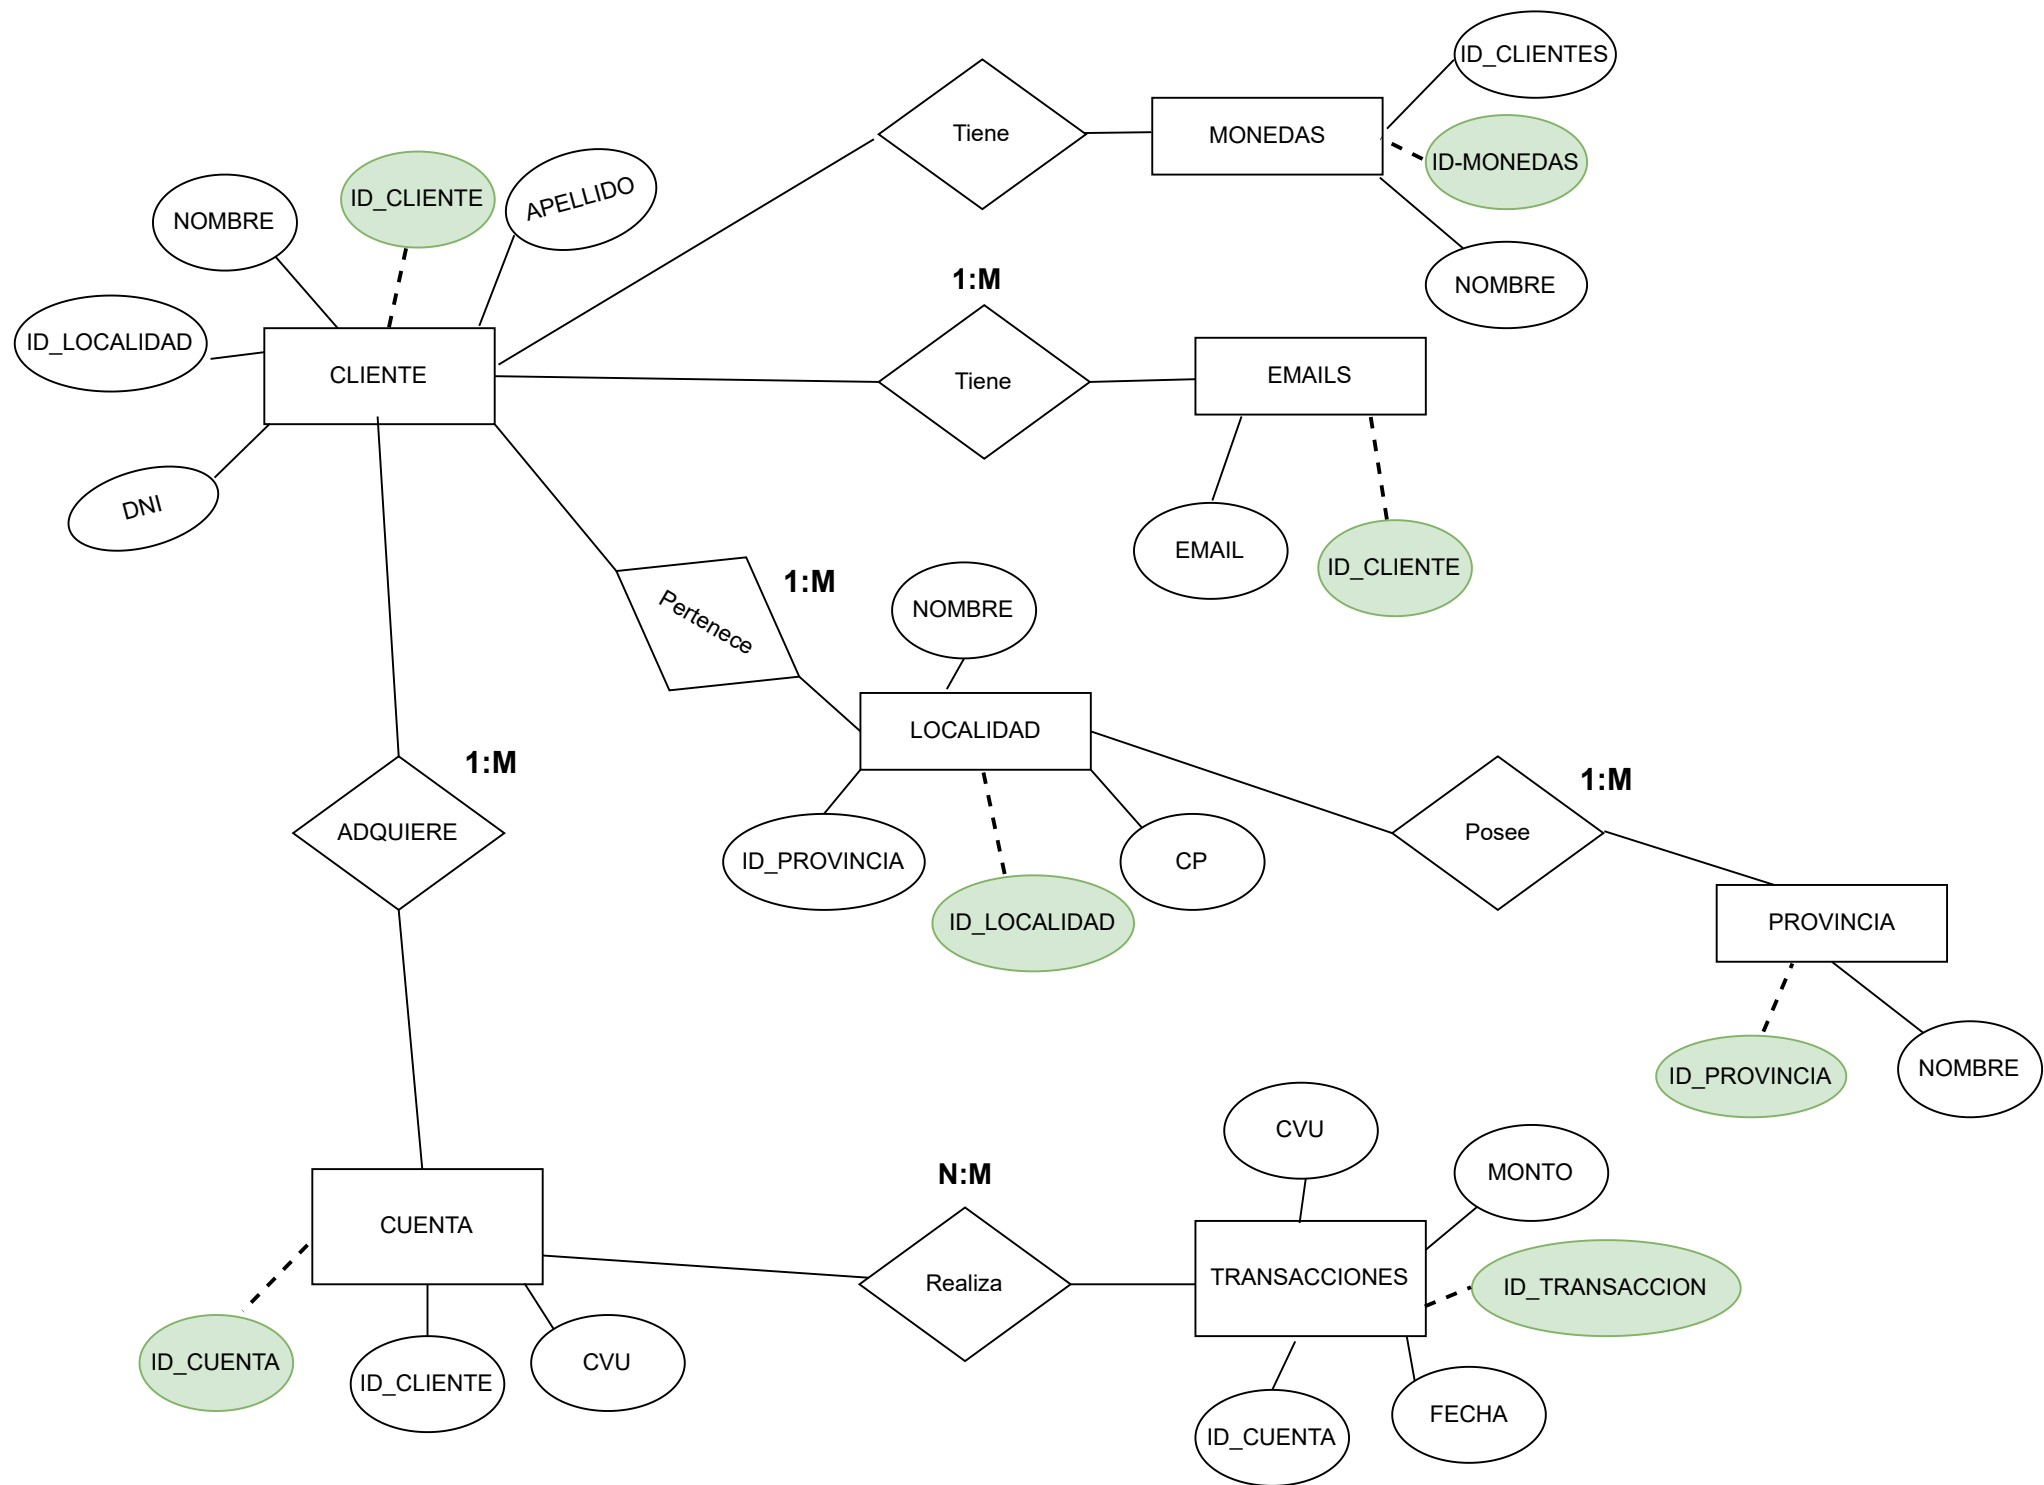 ID_CLIENTES
Tiene
MONEDAS
ID-MONEDAS
NOMBRE
ID_CLIENTE
APELLIDO
NOMBRE
1:M
ID_LOCALIDAD
CLIENTE
Tiene
EMAILS
DNI
EMAIL
ID_CLIENTE
1:M
Pertenece
NOMBRE
LOCALIDAD
1:M
1:M
ADQUIERE
Posee
ID_PROVINCIA
CP
ID_LOCALIDAD
PROVINCIA
ID_PROVINCIA
NOMBRE
CVU
N:M
MONTO
CUENTA
Realiza
TRANSACCIONES
ID_TRANSACCION
ID_CUENTA
ID_CLIENTE
CVU
FECHA
ID_CUENTA